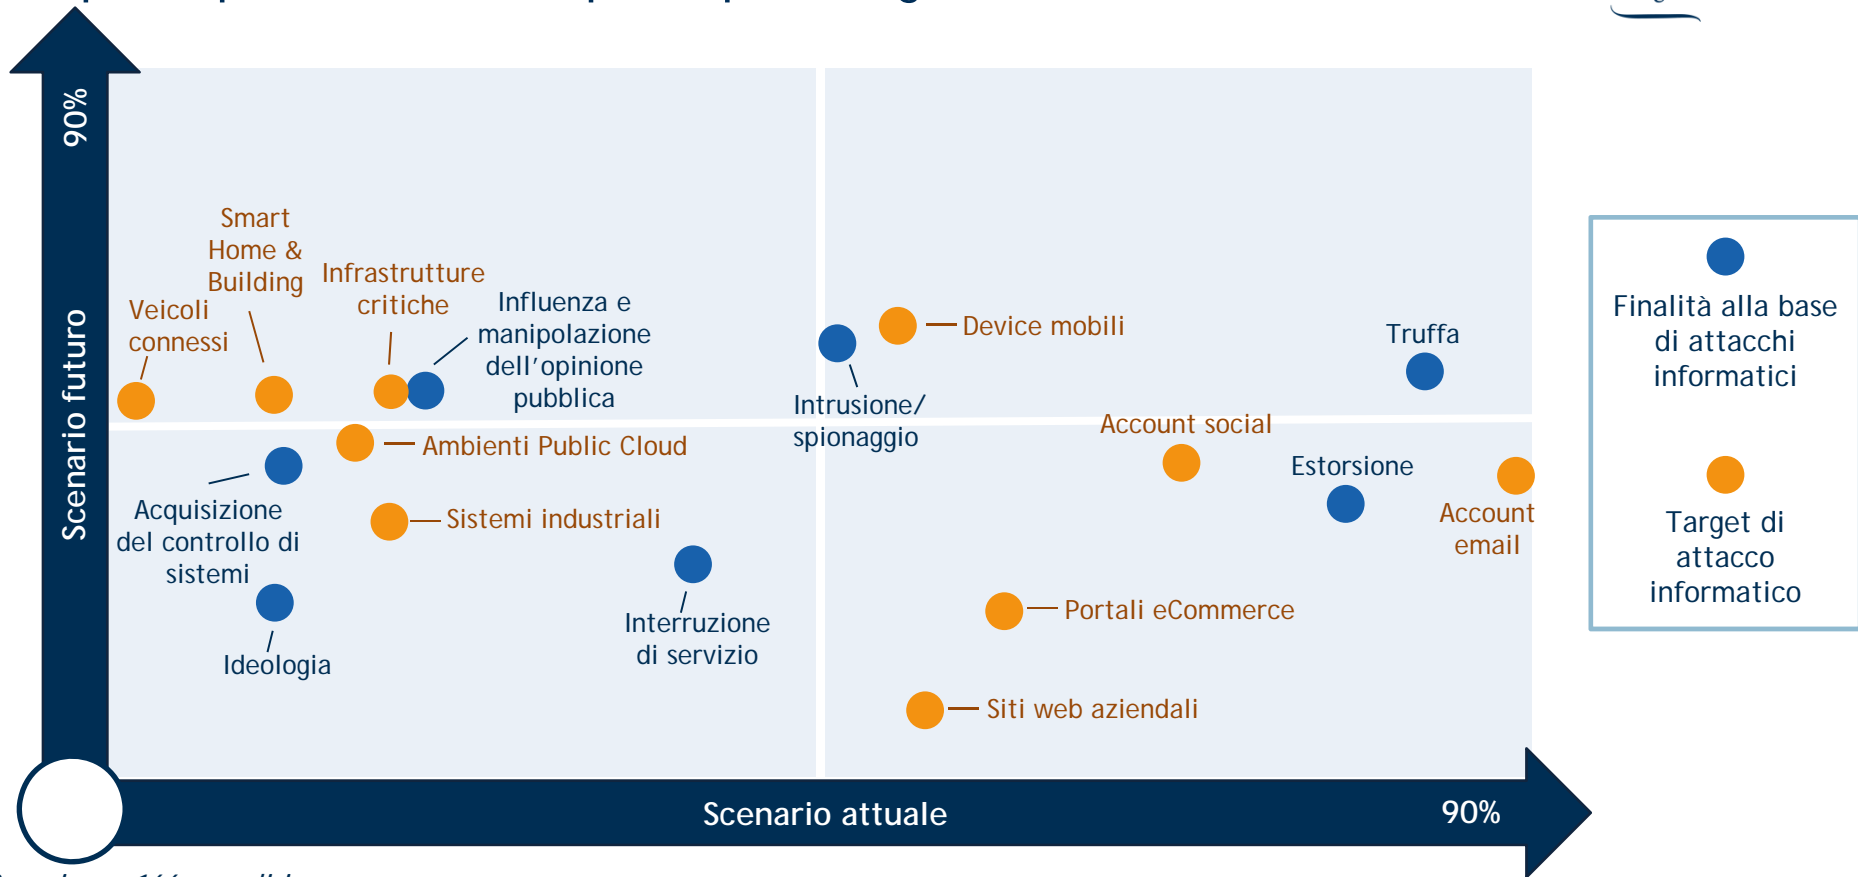 90%
Scenario futuro
Smart
Home &
Building
Infrastrutture
critiche
Veicoli
connessi
Influenza e
manipolazione
dell’opinione
pubblica
Device mobili
Truffa
Intrusione/
spionaggio
Account social
Ambienti Public Cloud
Estorsione
Account
email
Acquisizione
del controllo di
sistemi
Sistemi industriali
Interruzione
di servizio
Portali eCommerce
Ideologia
Siti web aziendali
Finalità alla base
di attacchi
informatici
Target di
attacco
informatico
Scenario attuale
90%